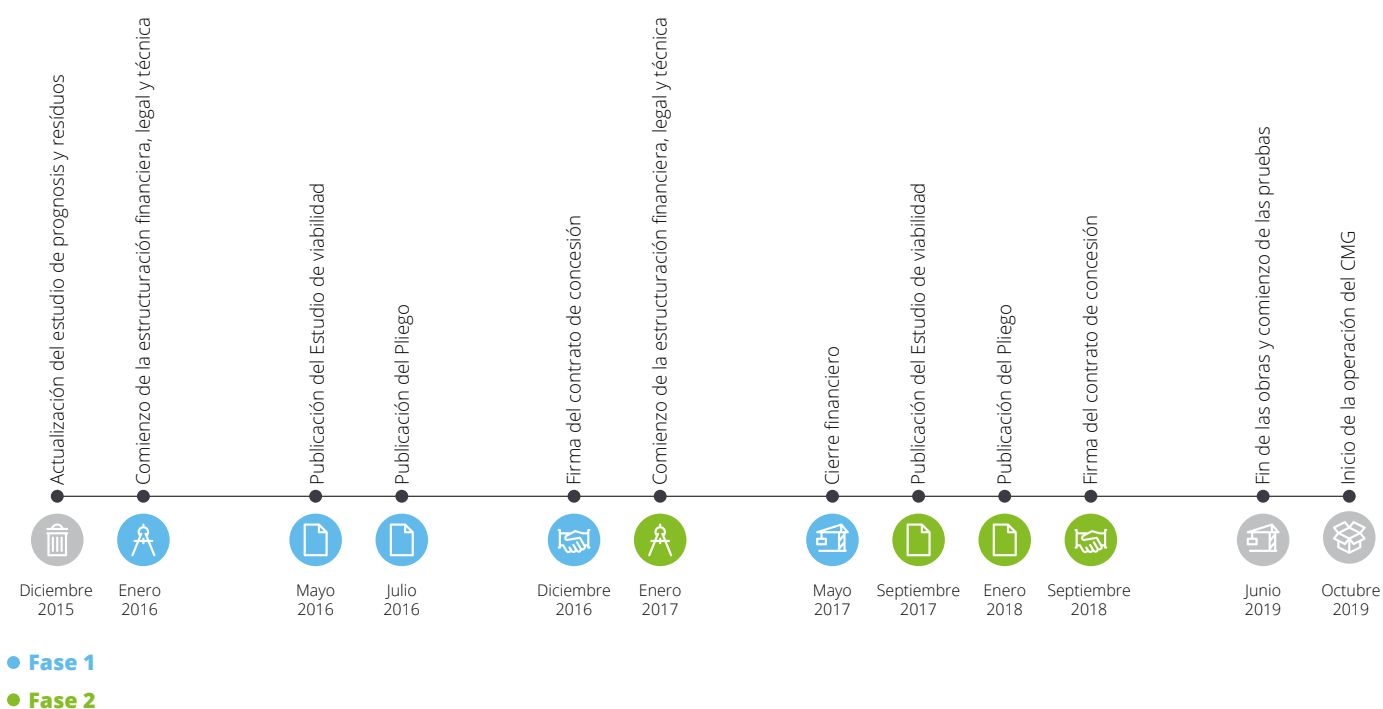 Actualización del estudio de prognosis y resíduos
Comienzo de la estructuración financiera, legal y técnica
Publicación del Estudio de viabilidad
Publicación del Pliego
Firma del contrato de concesión
Comienzo de la estructuración financiera, legal y técnica
Cierre financiero
Publicación del Estudio de viabilidad
Publicación del Pliego
Firma del contrato de concesión
Fin de las obras y comienzo de las pruebas
Inicio de la operación del CMG
Diciembre
2015
Enero
2016
Mayo
2016
Julio
2016
Diciembre
2016
Enero
2017
Mayo
2017
Septiembre
2017
Enero
2018
Septiembre
2018
Junio
2019
Octubre
2019
Fase 1
Fase 2